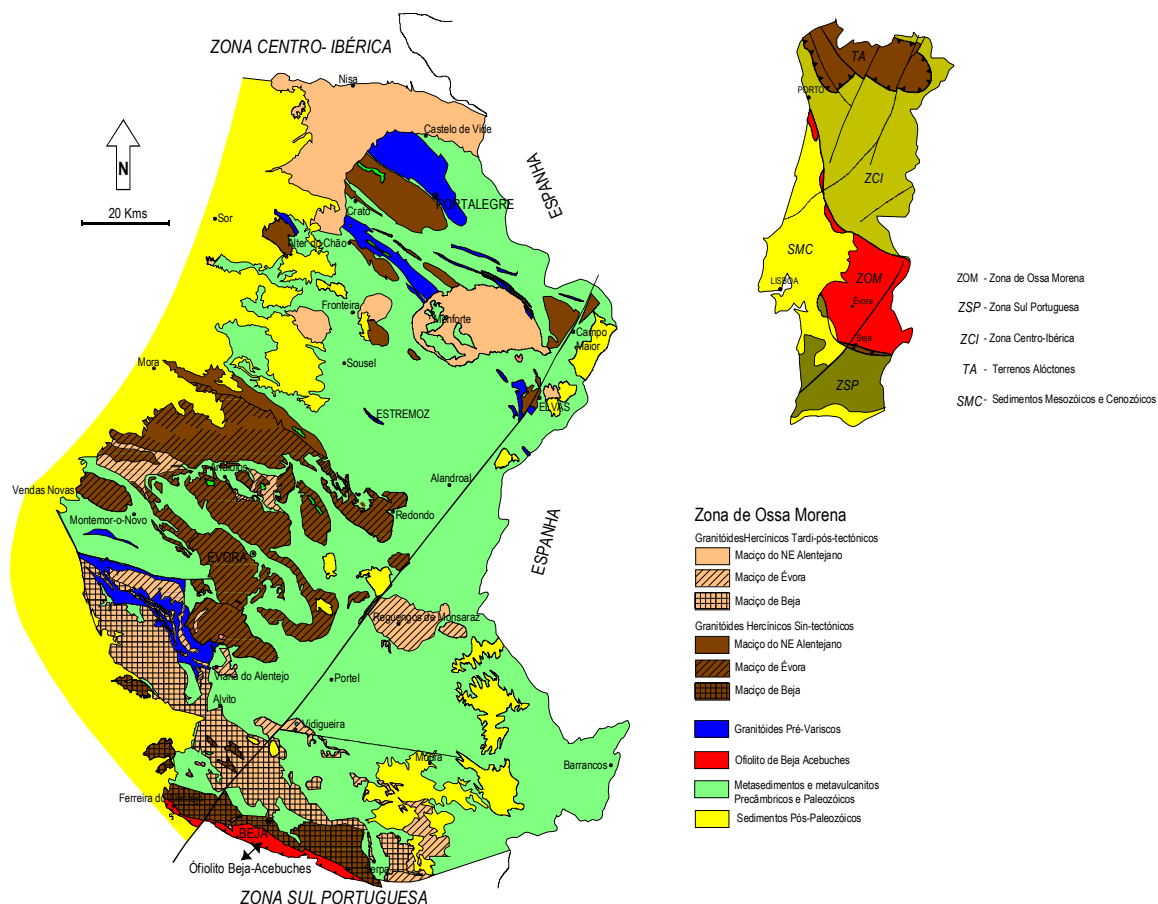 ZONA CENTRO- IBÉRICA
Nisa
Castelo de Vide
N
20 Kms
ESPANHA
PORTALEGRE
Crato
Sor
Alter do Chão
Fronteira
Monforte
Campo
Maior
Sousel
Mora
ELVAS
ESTREMOZ
Arraiolos
Alandroal
Vendas Novas
Montemor-o-Novo
Redondo
ÉVORA
ESPANHA
Reguengos de Monsaraz
Viana do Alentejo
Portel
Alvito
Vidigueira
Moura
Barrancos
Ferreira do Alentejo
BEJA
Ófiolito Beja-Acebuches
Serpa
ZONA SUL PORTUGUESA
TA
PORTO
ZCI
SMC
LISBOA
ZOM
Évora
Beja
ZSP
ZOM - Zona de Ossa Morena
ZSP - Zona Sul Portuguesa
ZCI - Zona Centro-Ibérica
TA - Terrenos Alóctones
SMC- Sedimentos Mesozóicos e Cenozóicos
Zona de Ossa Morena
GranitóidesHercínicos Tardi-pós-tectónicos
Maciço do NE Alentejano
Maciço de Évora
Maciço de Beja
Granitóides Hercínicos Sin-tectónicos
Maciço do NE Alentejano
Maciço de Évora
Maciço de Beja
Granitóides Pré-Variscos
Ofiolito de Beja Acebuches
Metasedimentos e metavulcanitos
Precâmbricos e Paleozóicos
Sedimentos Pós-Paleozóicos